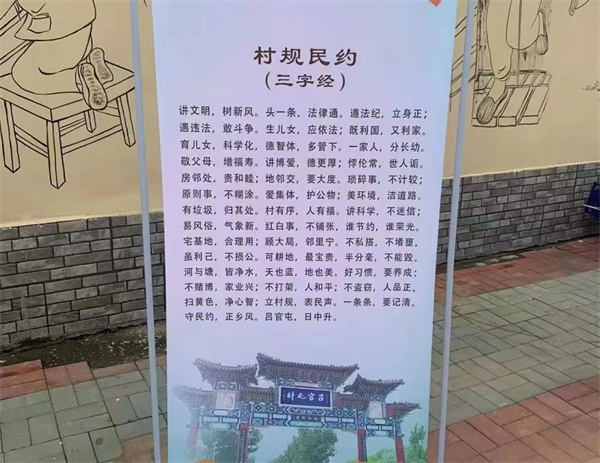 村规民约
（三字经）
讲文明，树新风。头一条，法律通。遵法纪，立身正；
遇违法，敢斗争。生儿女，应依法；既利国，又利家。
育儿女，科学化，德智体，多管下。一家人，分长幼，
敬父母，增福寿。讲博爱，德更厚；悖伦常，世人诟。
房邻处，贵和睦；地邻交，要大度。琐碎事，不计较；
原则事，不糊涂。爱集体，护公物；美环境，洁道路。
有垃圾，归其处。村有序，人有福。讲科学，不迷信；
易风俗，气象新。红白事，不铺张，谁节约，谁荣光。
宅基地，合理用；顾大局，邻里宁。不私搭，不堵壅，
虽利己，不损公。可耕地，最宝贵，半分毫，不能毁。
河与塘，皆净水，天也蓝，地也美。好习惯，要养成：
不赌博，家业兴；不打架，人和平；不盗窃，人品正。
扫黄色，净心智；立村规，表民声。一条条，要记清。
守民约，正乡风。吕官屯，日中升。
吕官屯村